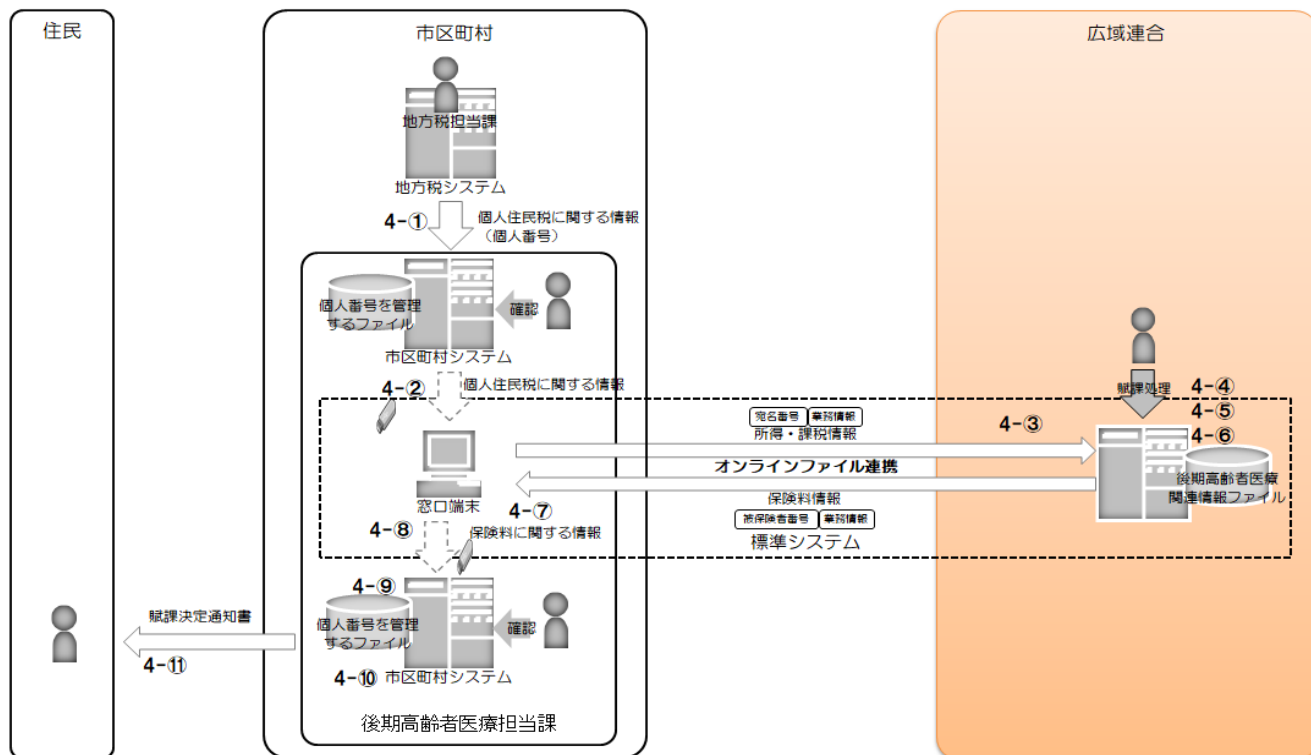 住民
市区町村
広域連合
地方税担当課
地方税システム
4-①
個人住民税に関する情報
（個人番号）
個人番号を管理
するファイル
確認
市区町村システム
4-②
個人住民税に関する情報
賦課処理
4-④
4-⑤
4-⑥
宛名番号
業務情報
所得・課税情報
4-③
オンラインファイル連携
後期高齢者医療
関連情報ファイル
窓口端末
4-⑦
保険料情報
被保険者番号
業務情報
標準システム
4-⑧
保険料に関する情報
4-⑨
個人番号を管理
するファイル
確認
4-⑩
市区町村システム
賦課決定通知書
4-⑪
後期高齢者医療担当課